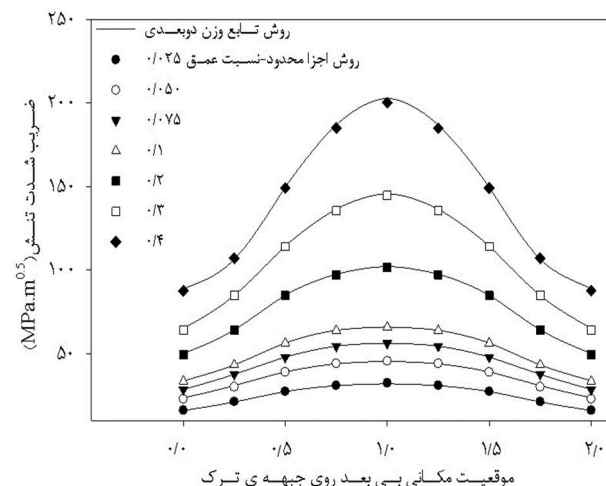 ۲۵۰
۲۰۰
۱۵۰
۱۰۰
۵۰
ضریب شدت تنش(MPa.m^0.5)
روش تابع وزن دوبعدی
روش اجزا محدود-نسبت عمق ۰/۰۲۵
۰/۰۵۰
۰/۰۷۵
۰/۱
۰/۲
۰/۳
۰/۴
۰/۰ ۰/۵ ۱/۰ ۱/۵ ۲/۰
موقعیت مکانی بی بعد روی جبهه ی ترک